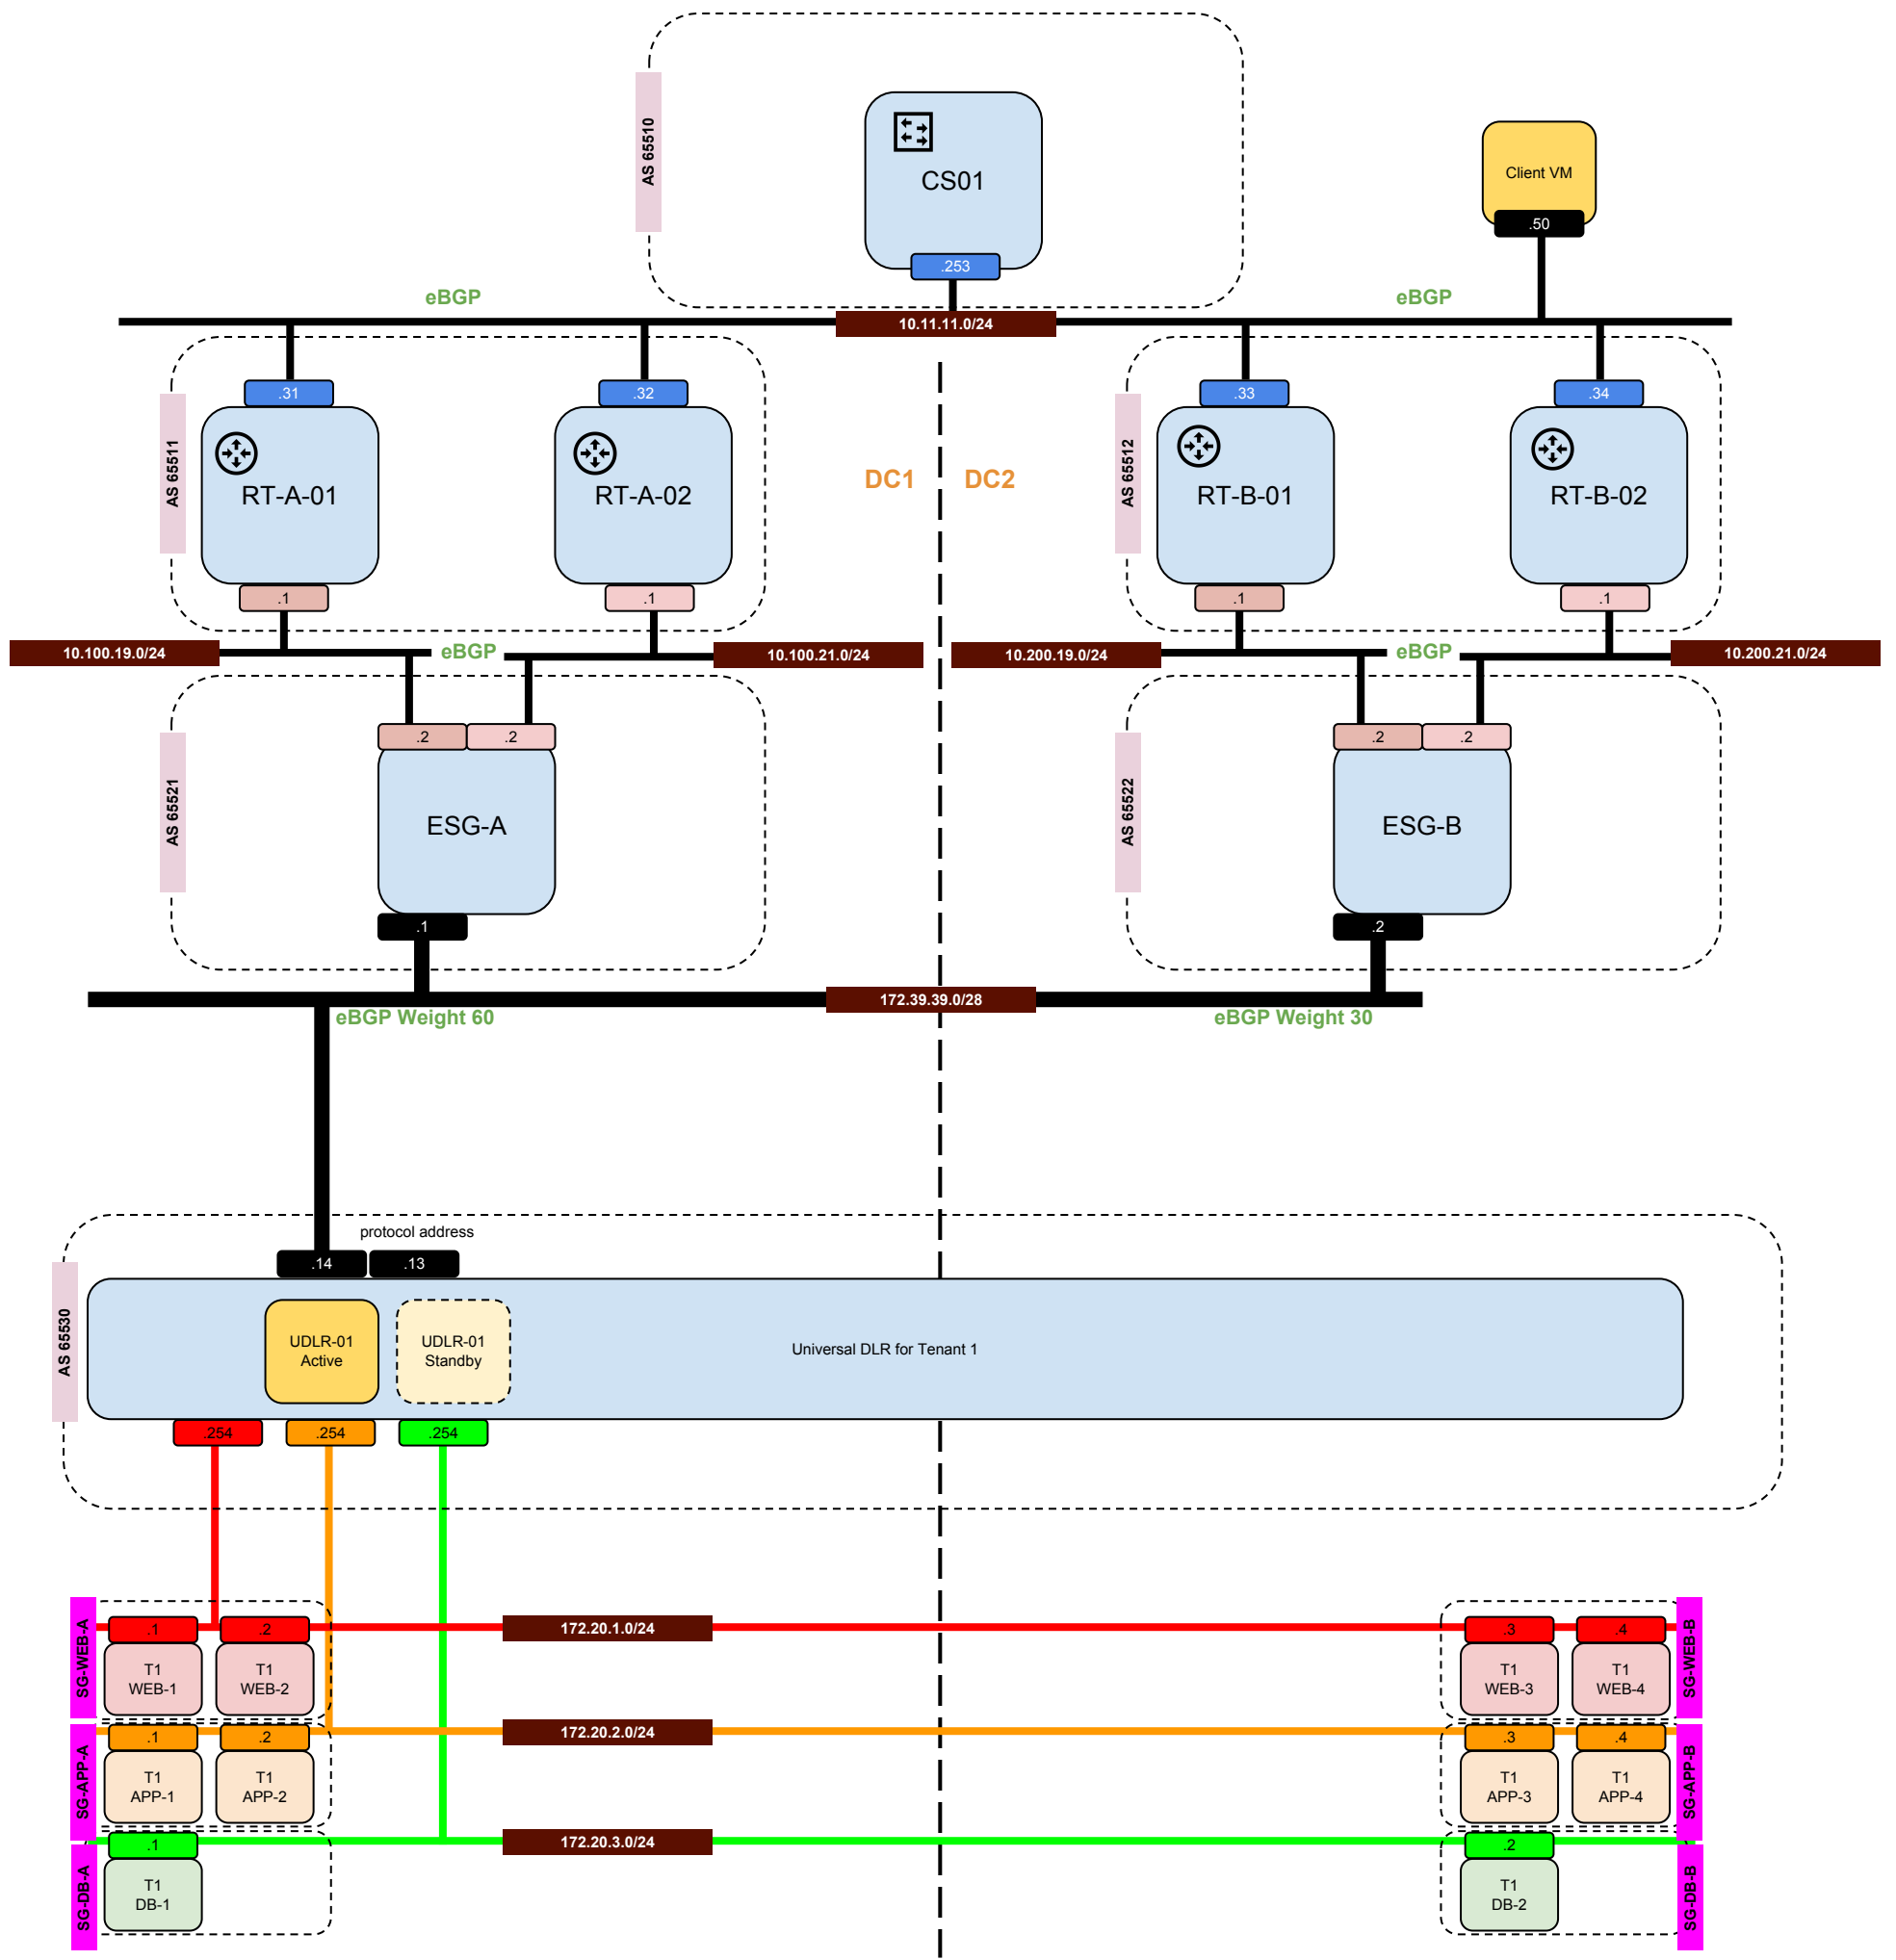 AS 65510
CS01
.253
Client VM
.50
eBGP
eBGP
10.11.11.0/24
.31
.32
.33
.34
AS 65511
RT-A-01
RT-A-02
DC1
DC2
AS 65512
RT-B-01
RT-B-02
.1
.1
.1
.1
10.100.19.0/24
eBGP
10.100.21.0/24
10.200.19.0/24
eBGP
10.200.21.0/24
.2
.2
.2
.2
AS 65521
ESG-A
AS 65522
ESG-B
.1
.2
172.39.39.0/28
eBGP Weight 60
eBGP Weight 30
protocol address
.14
.13
AS 65530
UDLR-01
Active
UDLR-01
Standby
Universal DLR for Tenant 1
.254
.254
.254
SG-WEB-A
.1
.2
172.20.1.0/24
.3
.4
SG-WEB-B
T1
WEB-1
T1
WEB-2
T1
WEB-3
T1
WEB-4
SG-APP-A
.1
.2
172.20.2.0/24
.3
.4
SG-APP-B
T1
APP-1
T1
APP-2
T1
APP-3
T1
APP-4
SG-DB-A
.1
172.20.3.0/24
.2
SG-DB-B
T1
DB-1
T1
DB-2